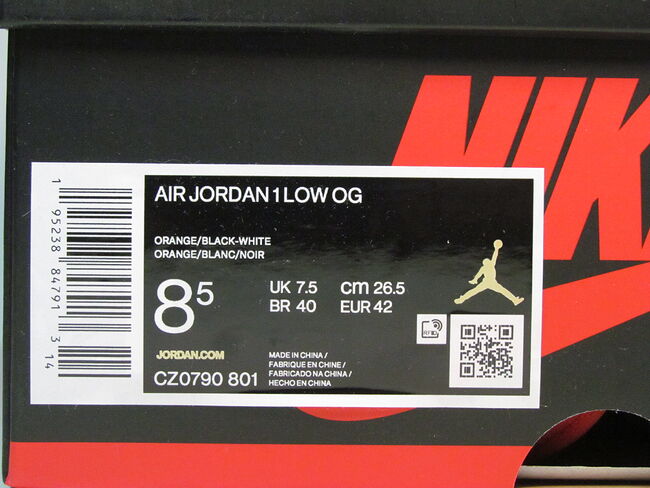 NIK
AIR JORDAN 1 LOW OG
ORANGE/BLACK-WHITE
ORANGE/BLANC/NOIR
85
UK 7.5
cm 26.5
BR 40
EUR 42
RFID
JORDAN.COM
CZ0790 801
MADE IN CHINA /
FABRIQUE EN CHINE /
FABRICADO NA CHINA /
HECHO EN CHINA
1 95238 84791 3 14